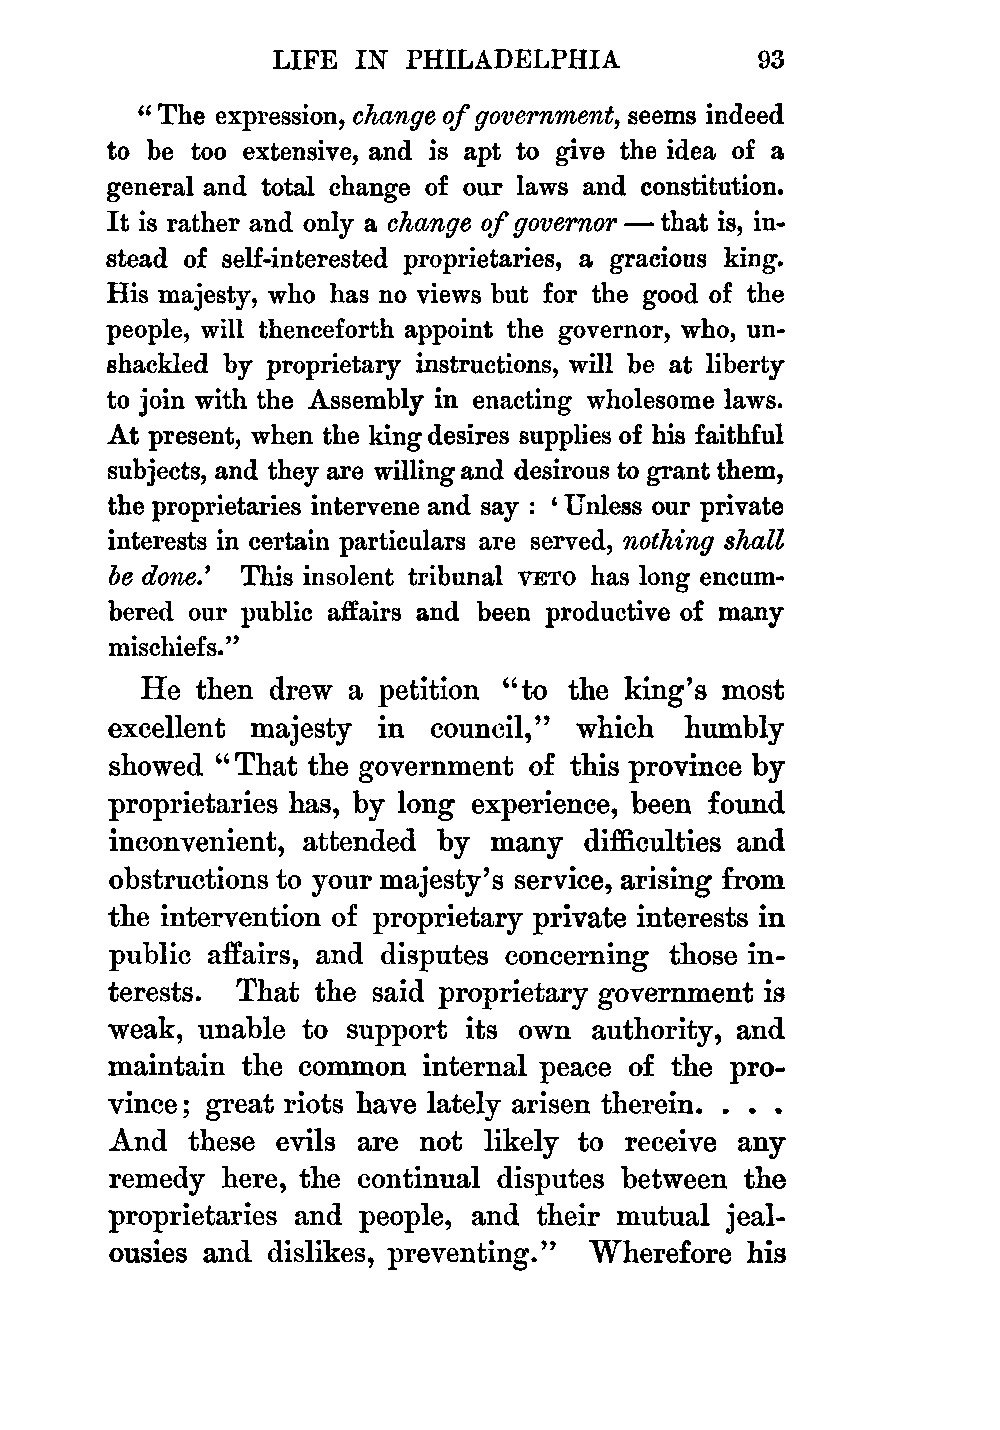 LIFE IN PHILADELPHIA 93
“The expression, change of government, seems indeed
to be too extensive, and is apt to give the idea of a
general and total change of our laws and constitution.
It is rather and only a change of governor — that is, in-
stead of self-interested proprietaries, a gracious king.
His majesty, who has no views but for the good of the
people, will thenceforth appoint the governor, who, un-
shackled by proprietary instructions, will be at liberty
to join with the Assembly in enacting wholesome laws.
At present, when the king desires supplies of his faithful
subjects, and they are willing and desirous to grant them,
the proprietaries intervene and say : ‘Unless our private
interests in certain particulars are served, nothing shall
be done.’ This insolent tribunal VETO has long encum-
bered our public affairs and been productive of many
mischiefs.”
He then drew a petition “to the king’s most
excellent majesty in council,” which humbly
showed “That the government of this province by
proprietaries has, by long experience, been found
inconvenient, attended by many difficulties and
obstructions to your majesty’s service, arising from
the intervention of proprietary private interests in
public affairs, and disputes concerning those in-
terests. That the said proprietary government is
weak, unable to support its own authority, and
maintain the common internal peace of the pro-
vince; great riots have lately arisen therein. . . .
And these evils are not likely to receive any
remedy here, the continual disputes between the
proprietaries and people, and their mutual jeal-
ousies and dislikes, preventing.” Wherefore his